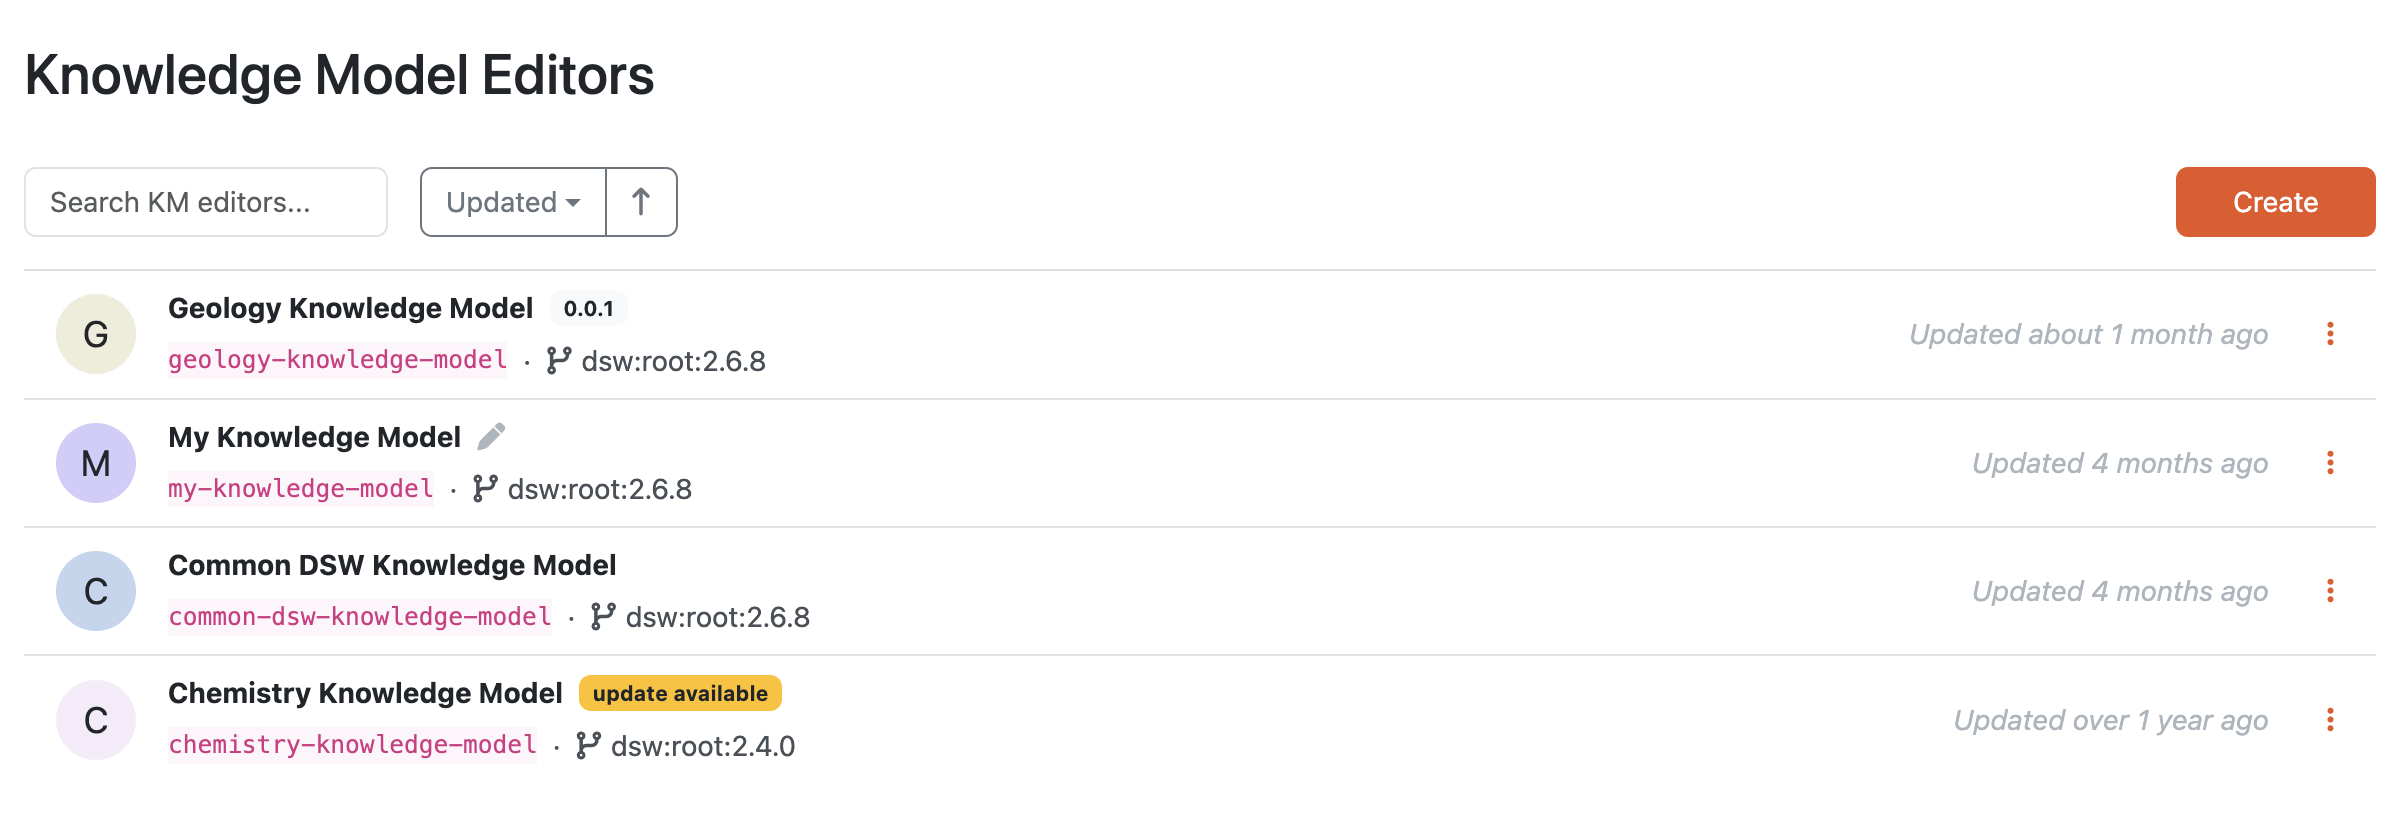 Knowledge Model Editors
Search KM editors...
Updated
Create
G
Geology Knowledge Model 0.0.1
geology-knowledge-model · dsw:root:2.6.8
Updated about 1 month ago
M
My Knowledge Model
my-knowledge-model · dsw:root:2.6.8
Updated 4 months ago
C
Common DSW Knowledge Model
common-dsw-knowledge-model · dsw:root:2.6.8
Updated 4 months ago
C
Chemistry Knowledge Model update available
chemistry-knowledge-model · dsw:root:2.4.0
Updated over 1 year ago